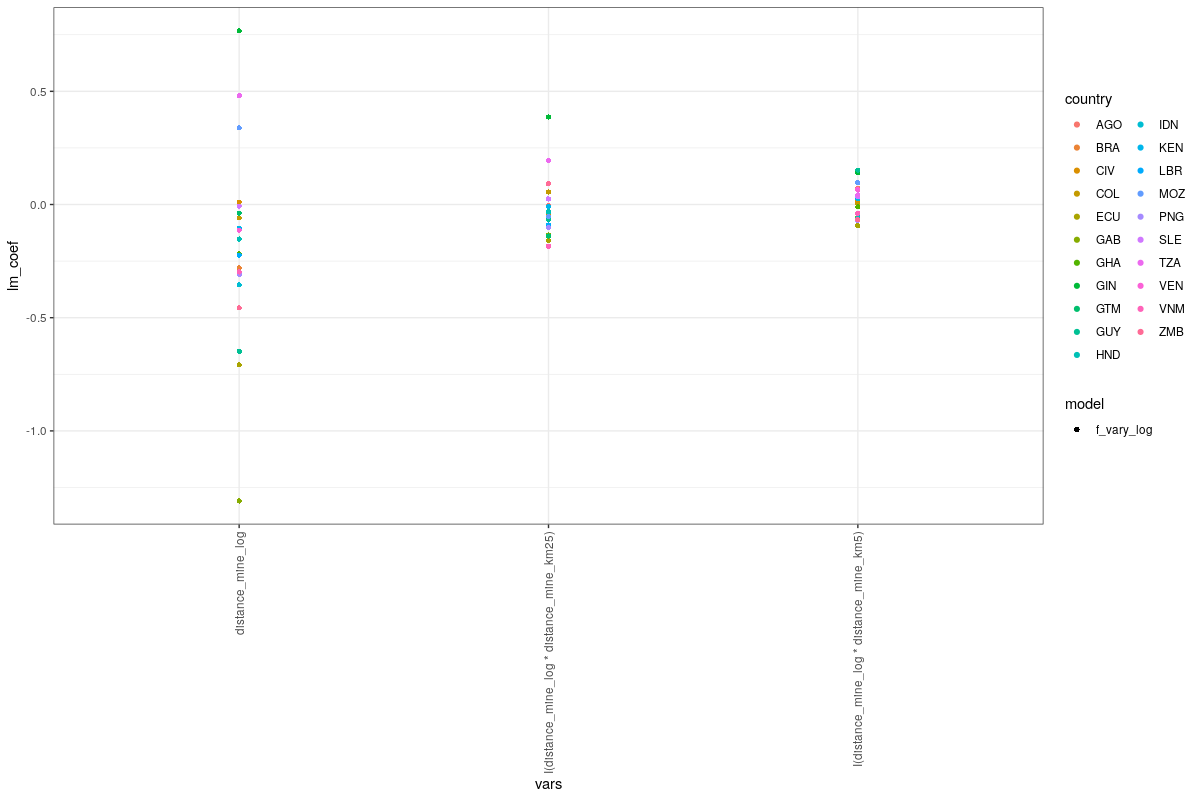 0.5
0.0
-0.5
-1.0
lm_coef
distance_mine_log
I(distance_mine_log * distance_mine_km25)
I(distance_mine_log * distance_mine_km5)
vars
country
AGO IDN
BRA KEN
CIV LBR
COL MOZ
ECU PNG
GAB SLE
GHA TZA
GIN VEN
GTM VNM
GUY ZMB
HND
model
f_vary_log